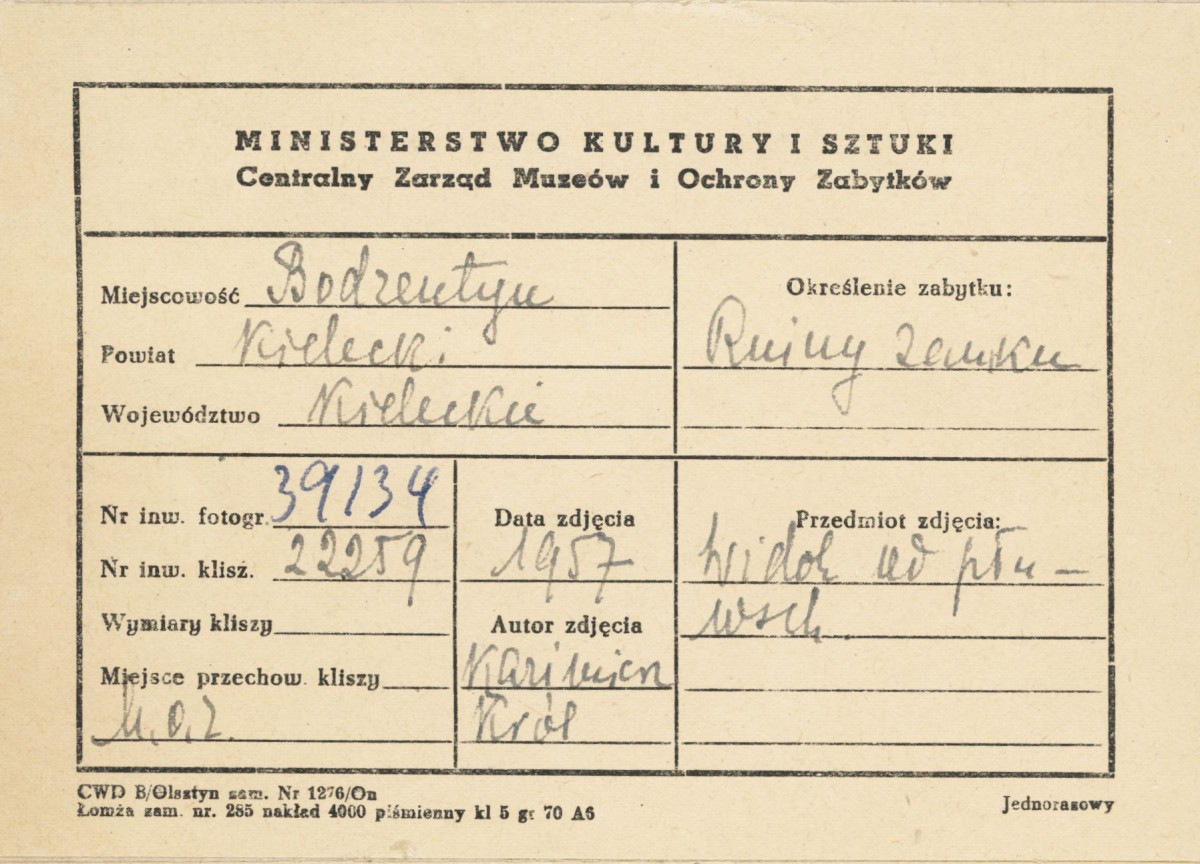 MINISTERSTWO KULTURY I SZTUKI
Centralny Zarząd Muzeów i Ochrony Zabytków
Miejscowość Bodzentyn
Powiat Kielecki
Województwo Kieleckie
Określenie zabytku:
Ruiny zamku
Nr inw. fotogr. 39134
Nr inw. klisz. 22259
Wymiary kliszy
Miejsce przechow. kliszy
M.O.Z.
Data zdjęcia
1957
Autor zdjęcia
Kazimierz
Król
Przedmiot zdjęcia:
Widok od płn-
wsch.
CWD B/Olsztyn zam. Nr 1276/On
Łomża zam. nr. 285 nakład 4000 piśmienny kl 5 gr 70 A6
Jednorazowy